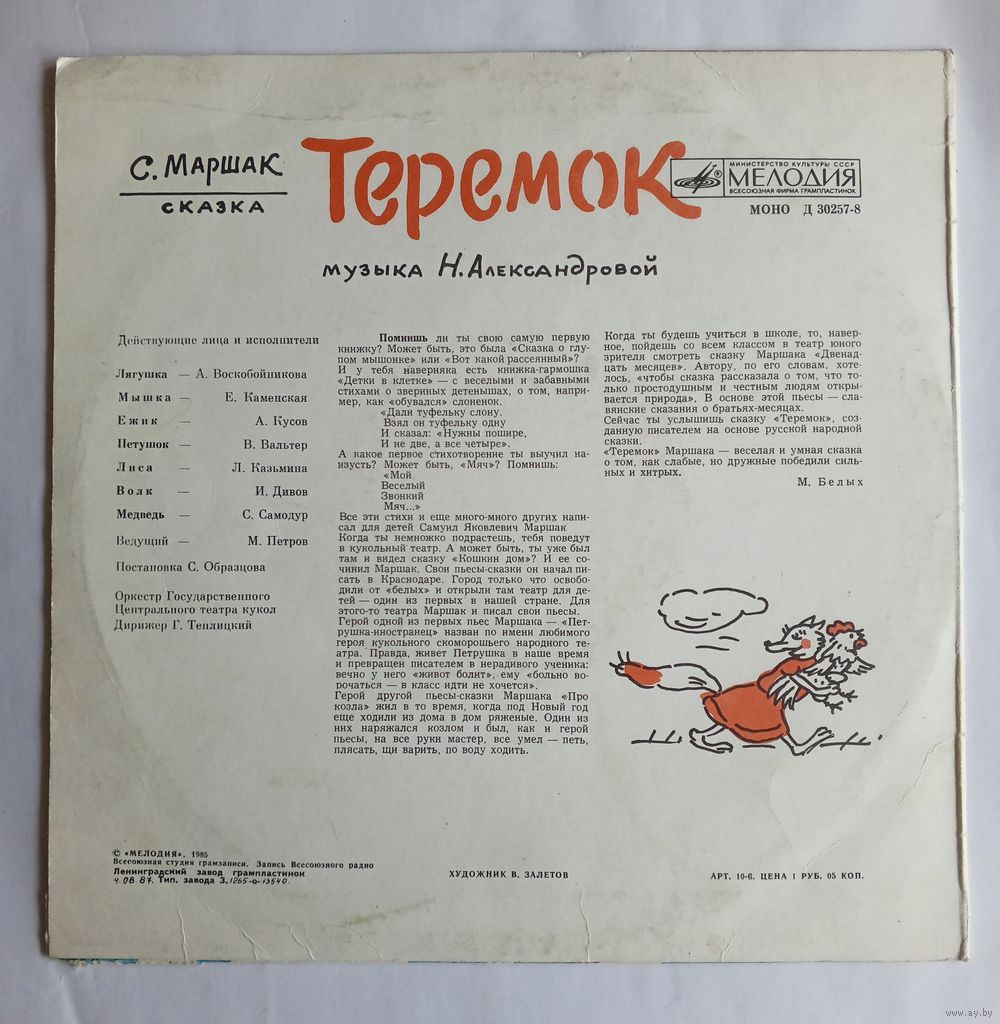 С. Маршак
сказка
Теремок
МИНИСТЕРСТВО КУЛЬТУРЫ СССР
МЕЛОДИЯ
ВСЕСОЮЗНАЯ ФИРМА ГРАМПЛАСТИНОК
МОНО Д 30257-8
музыка Н. Александровой
Действующие лица и исполнители
Лягушка — А. Воскобойникова
Мышка — Е. Каменская
Ежик — А. Кусов
Петушок — В. Вальтер
Лиса — Л. Казьмина
Волк — И. Дивов
Медведь — С. Самодур
Ведущий — М. Петров
Постановка С. Образцова
Оркестр Государственного
Центрального театра кукол
Дирижер Г. Теплицкий
Помнишь ли ты свою самую первую
книжку? Может быть, это была «Сказка о глу-
пом мышонке» или «Вот какой рассеянный»?
И у тебя наверняка есть книжка-гармошка
«Детки в клетке» — с веселыми и забавными
стихами о звериных детенышах, о том, напри-
мер, как «обувался» слоненок.
«Дали туфельку слону.
Взял он туфельку одну
И сказал: «Нужны пошире,
И не две, а все четыре».
А какое первое стихотворение ты выучил на-
изусть? Может быть, «Мяч»? Помнишь:
«Мой
Веселый
Звонкий
Мяч...»
Все эти стихи и еще много-много других напи-
сал для детей Самуил Яковлевич Маршак
Когда ты немножко подрастешь, тебя поведут
в кукольный театр. А может быть, ты уже был
там и видел сказку «Кошкин дом»? И ее со-
чинил Маршак. Свои пьесы-сказки он начал пи-
сать в Краснодаре. Город только что освобо-
дили от «белых» и открыли там театр для де-
тей — один из первых в нашей стране. Для
этого-то театра Маршак и писал свои пьесы.
Герой одной из первых пьес Маршака — «Пет-
рушка-иностранец» назван по имени любимого
героя кукольного скоморошьего народного те-
атра. Правда, живет Петрушка в наше время
и превращен писателем в нерадивого ученика:
вечно у него «живот болит», ему «больно во-
рочаться — в класс идти не хочется».
Герой другой пьесы-сказки Маршака «Про
козла» жил в то время, когда под Новый год
еще ходили из дома в дом ряженые. Один из
них наряжался козлом и был, как и герой
пьесы, на все руки мастер, все умел — петь,
плясать, щи варить, по воду ходить.
Когда ты будешь учиться в школе, то, навер-
ное, пойдешь со всем классом в театр юного
зрителя смотреть сказку Маршака «Двенад-
цать месяцев». Автору, по его словам, хоте-
лось, «чтобы сказка рассказала о том, что то-
лько простодушным и честным людям откры-
вается природа». В основе этой пьесы — сла-
вянские сказания о братьях-месяцах.
Сейчас ты услышишь сказку «Теремок», соз-
данную писателем на основе русской народной
сказки.
«Теремок» Маршака — веселая и умная сказка
о том, как слабые, но дружные победили силь-
ных и хитрых.
М. Белых
© «МЕЛОДИЯ», 1985
Всесоюзная студия грамзаписи. Запись Всесоюзного радио
Ленинградский завод грампластинок
4.08.87. Тип. завода З. 1265-0-13540.
ХУДОЖНИК В. ЗАЛЕТОВ
АРТ. 10-6. ЦЕНА 1 РУБ. 05 КОП.
www.ay.by